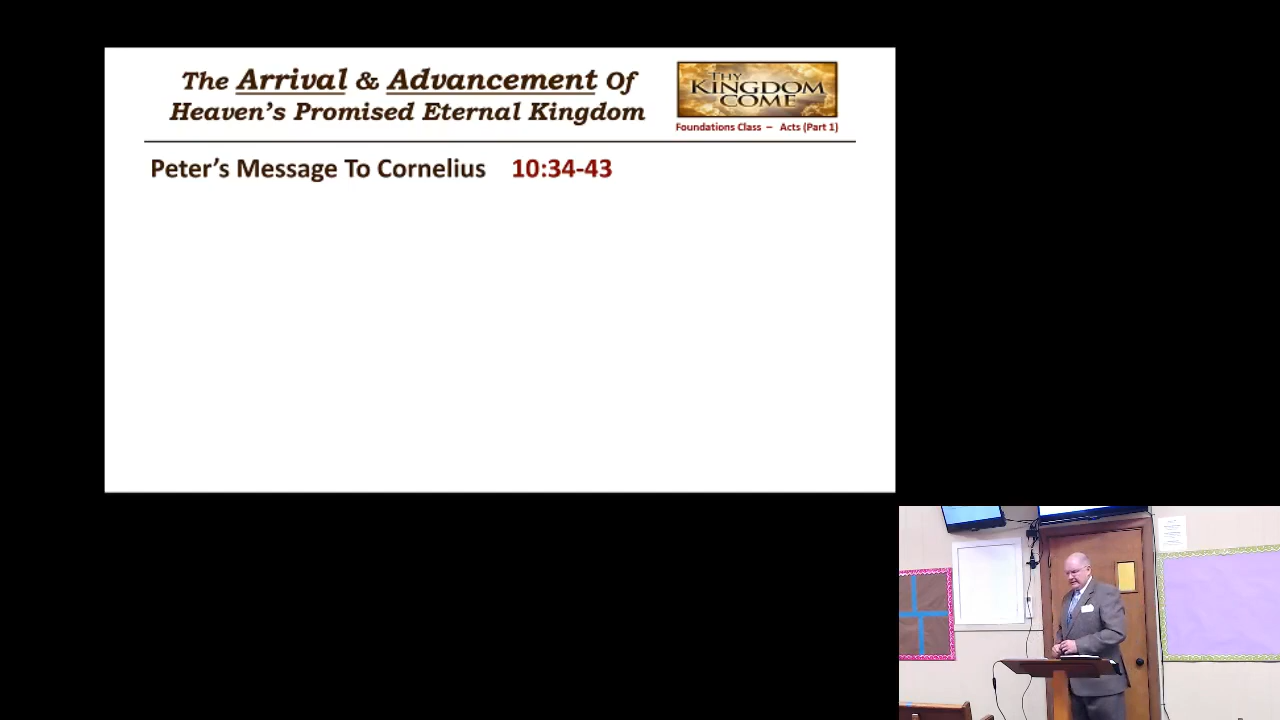 The Arrival & Advancement Of
Heaven's Promised Eternal Kingdom
THY
KINGDOM
COME
Foundations Class – Acts (Part 1)
Peter's Message To Cornelius 10:34-43